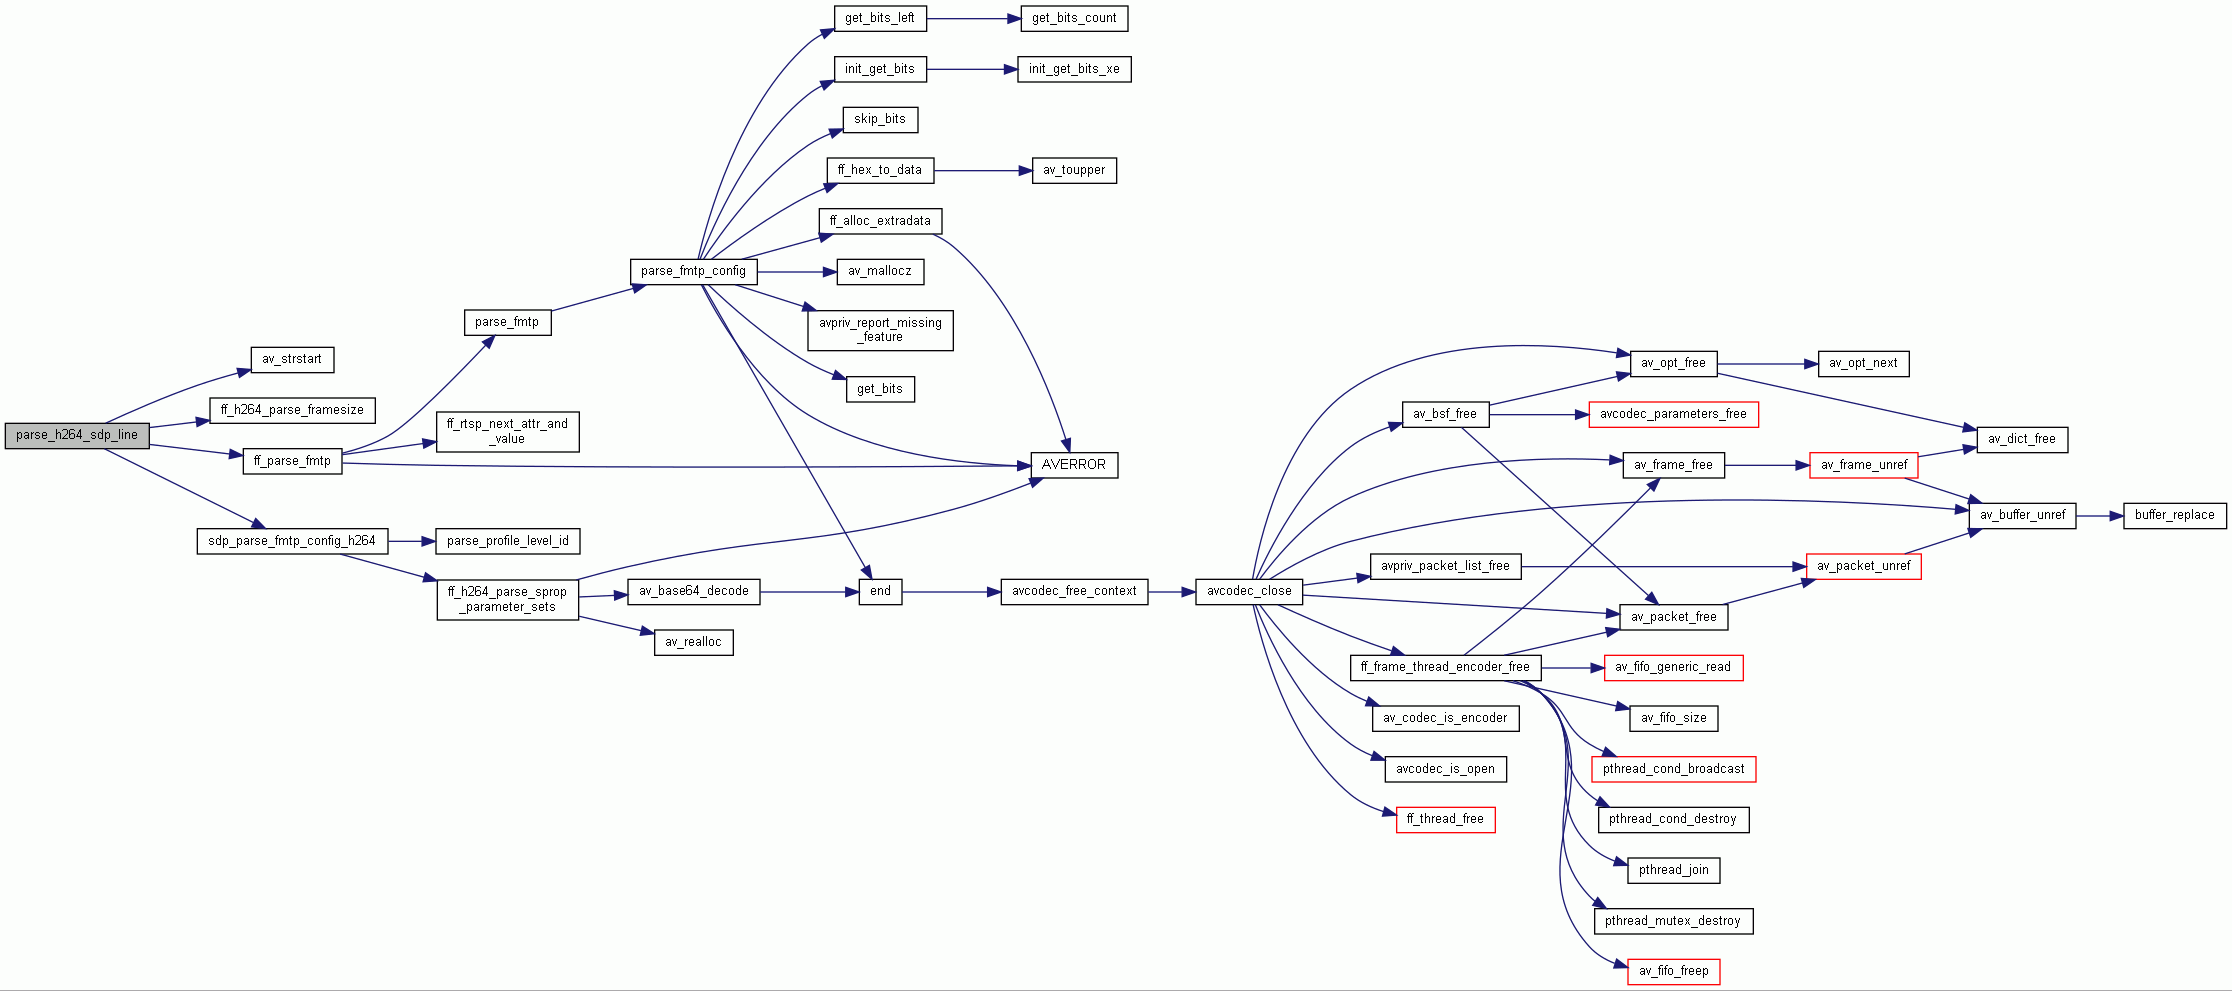 get_bits_left
get_bits_count
init_get_bits
init_get_bits_xe
skip_bits
ff_hex_to_data
av_toupper
ff_alloc_extradata
parse_fmtp_config
av_mallocz
parse_fmtp
avpriv_report_missing
_feature
av_strstart
av_opt_free
av_opt_next
get_bits
ff_h264_parse_framesize
av_bsf_free
avcodec_parameters_free
parse_h264_sdp_line
ff_rtsp_next_attr_and
_value
av_dict_free
ff_parse_fmtp
AVERROR
av_frame_free
av_frame_unref
av_buffer_unref
buffer_replace
sdp_parse_fmtp_config_h264
parse_profile_level_id
avpriv_packet_list_free
av_packet_unref
ff_h264_parse_sprop
_parameter_sets
av_base64_decode
end
avcodec_free_context
avcodec_close
av_packet_free
av_realloc
ff_frame_thread_encoder_free
av_fifo_generic_read
av_codec_is_encoder
av_fifo_size
avcodec_is_open
pthread_cond_broadcast
ff_thread_free
pthread_cond_destroy
pthread_join
pthread_mutex_destroy
av_fifo_freep